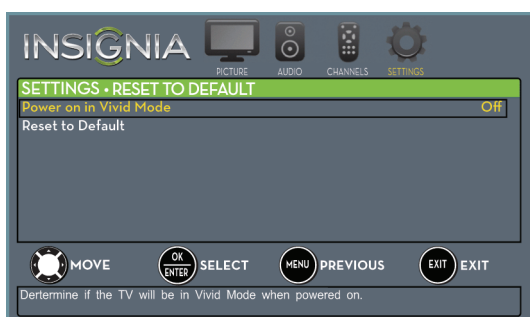 INSIGNIA
PICTURE AUDIO CHANNELS SETTINGS
SETTINGS • RESET TO DEFAULT
Power on in Vivid Mode Off
Reset to Default
MOVE OK ENTER SELECT MENU PREVIOUS EXIT EXIT
Dertermine if the TV will be in Vivid Mode when powered on.